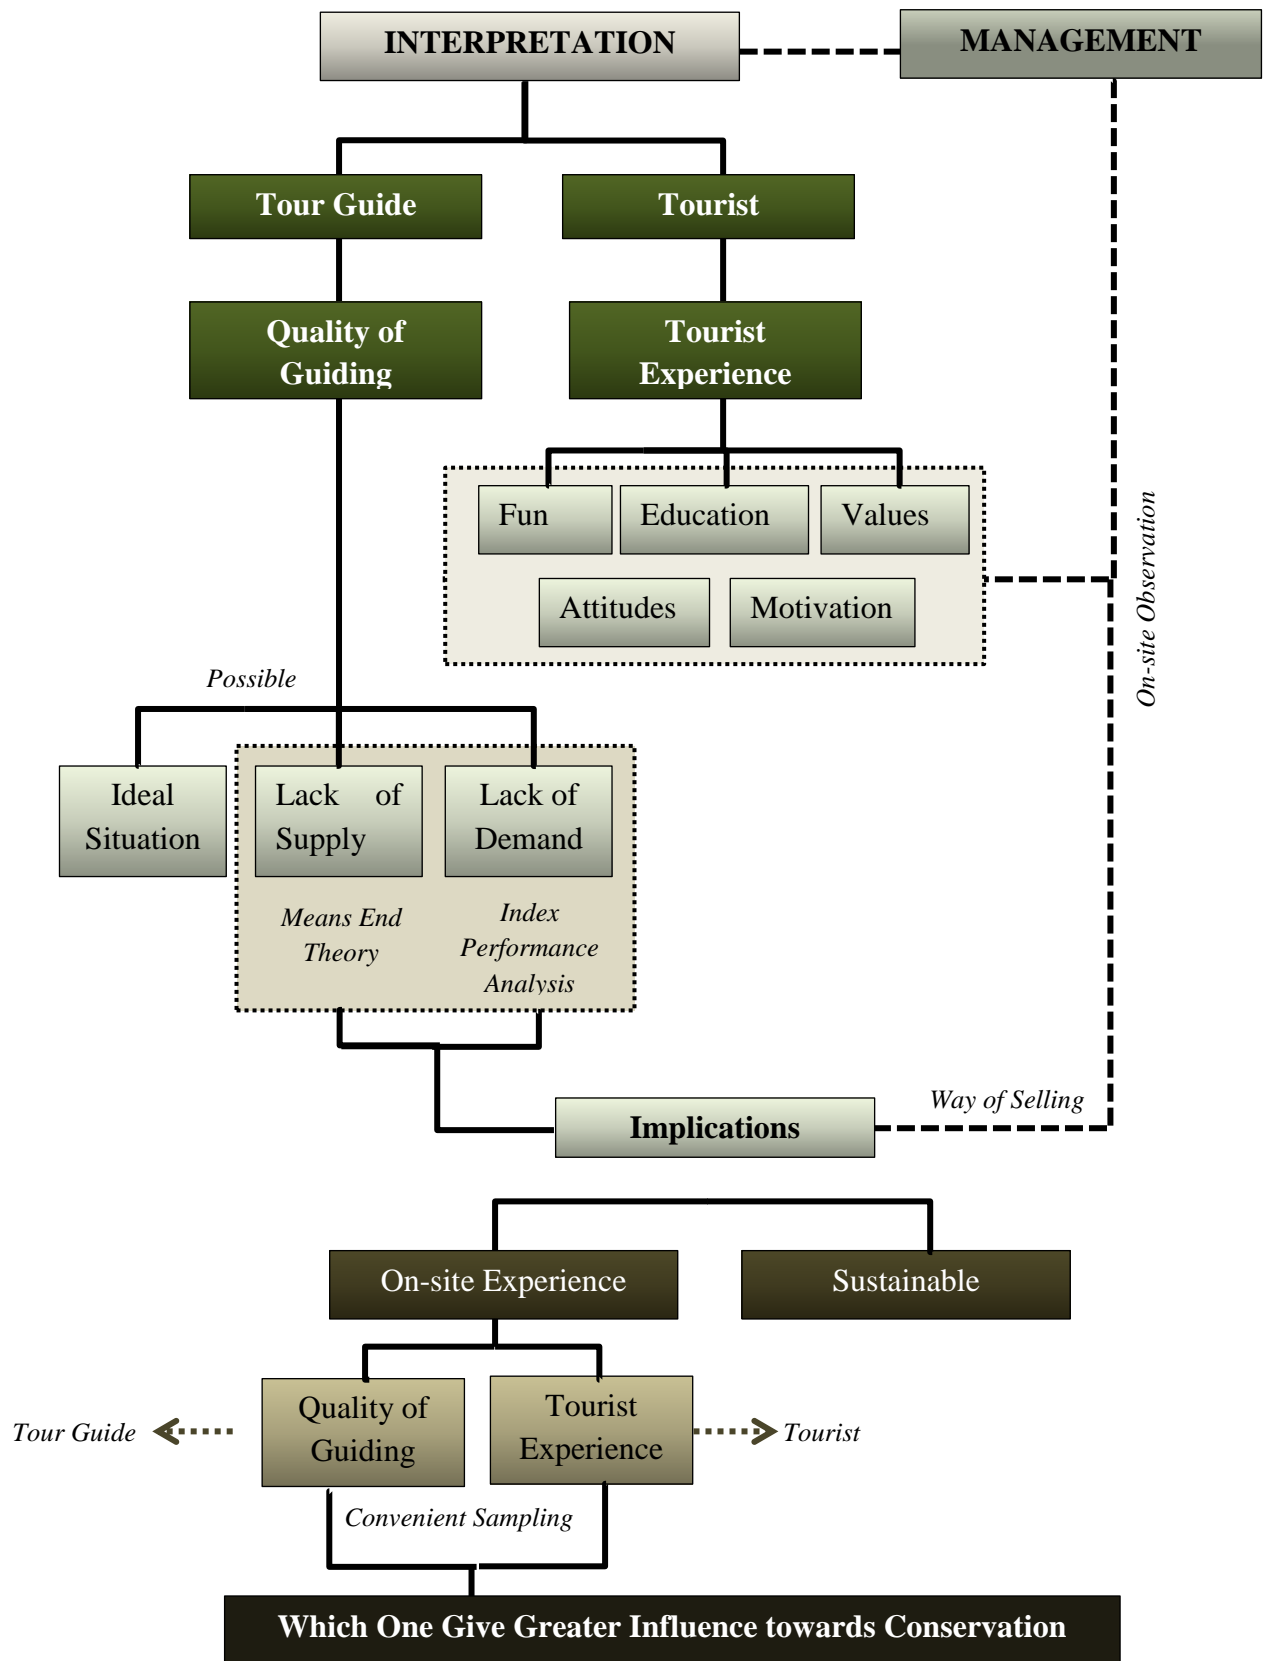 INTERPRETATION
MANAGEMENT
Tour Guide
Tourist
Quality of
Guiding
Tourist
Experience
Fun
Education
Values
Attitudes
Motivation
On-site Observation
Possible
Ideal
Situation
Lack of
Supply
Lack of
Demand
Means End
Theory
Index
Performance
Analysis
Way of Selling
Implications
On-site Experience
Sustainable
Quality of
Guiding
Tourist
Experience
Tour Guide
Tourist
Convenient Sampling
Which One Give Greater Influence towards Conservation